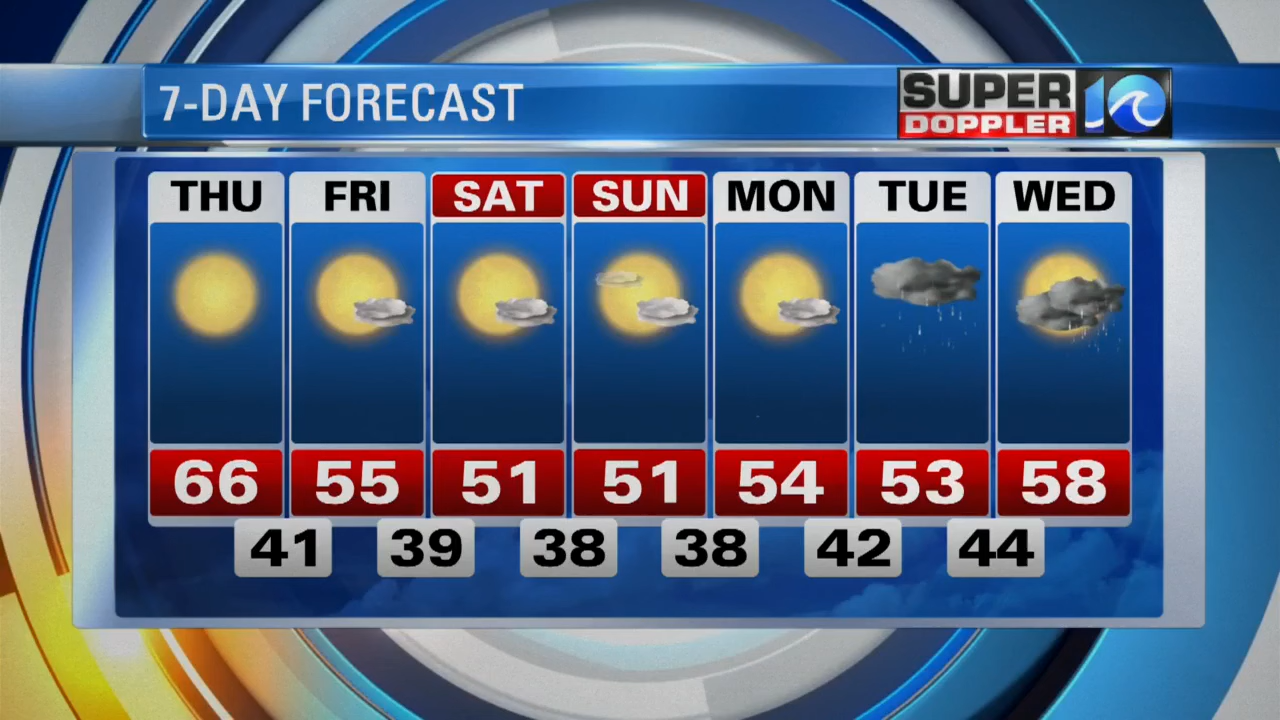 7-DAY FORECAST
SUPER
DOPPLER 10
THU FRI SAT SUN MON TUE WED
66 55 51 51 54 53 58
41 39 38 38 42 44